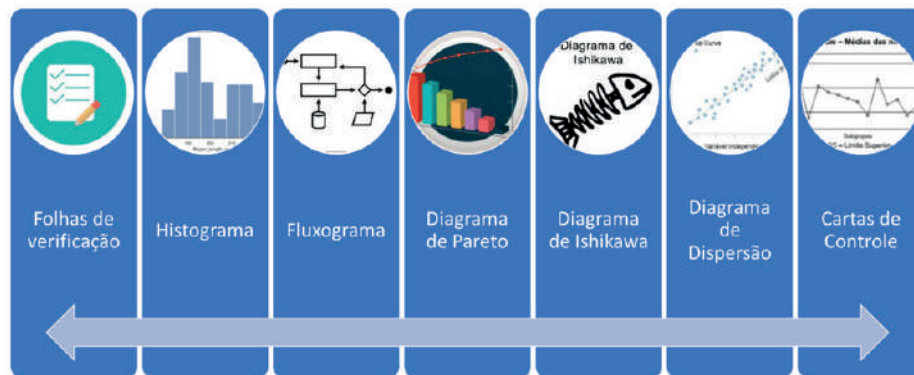 Diagrama de
Ishikawa
Folhas de
verificação
Histograma
Fluxograma
Diagrama
de Pareto
Diagrama
de Ishikawa
Diagrama
de
Dispersão
Cartas de
Controle